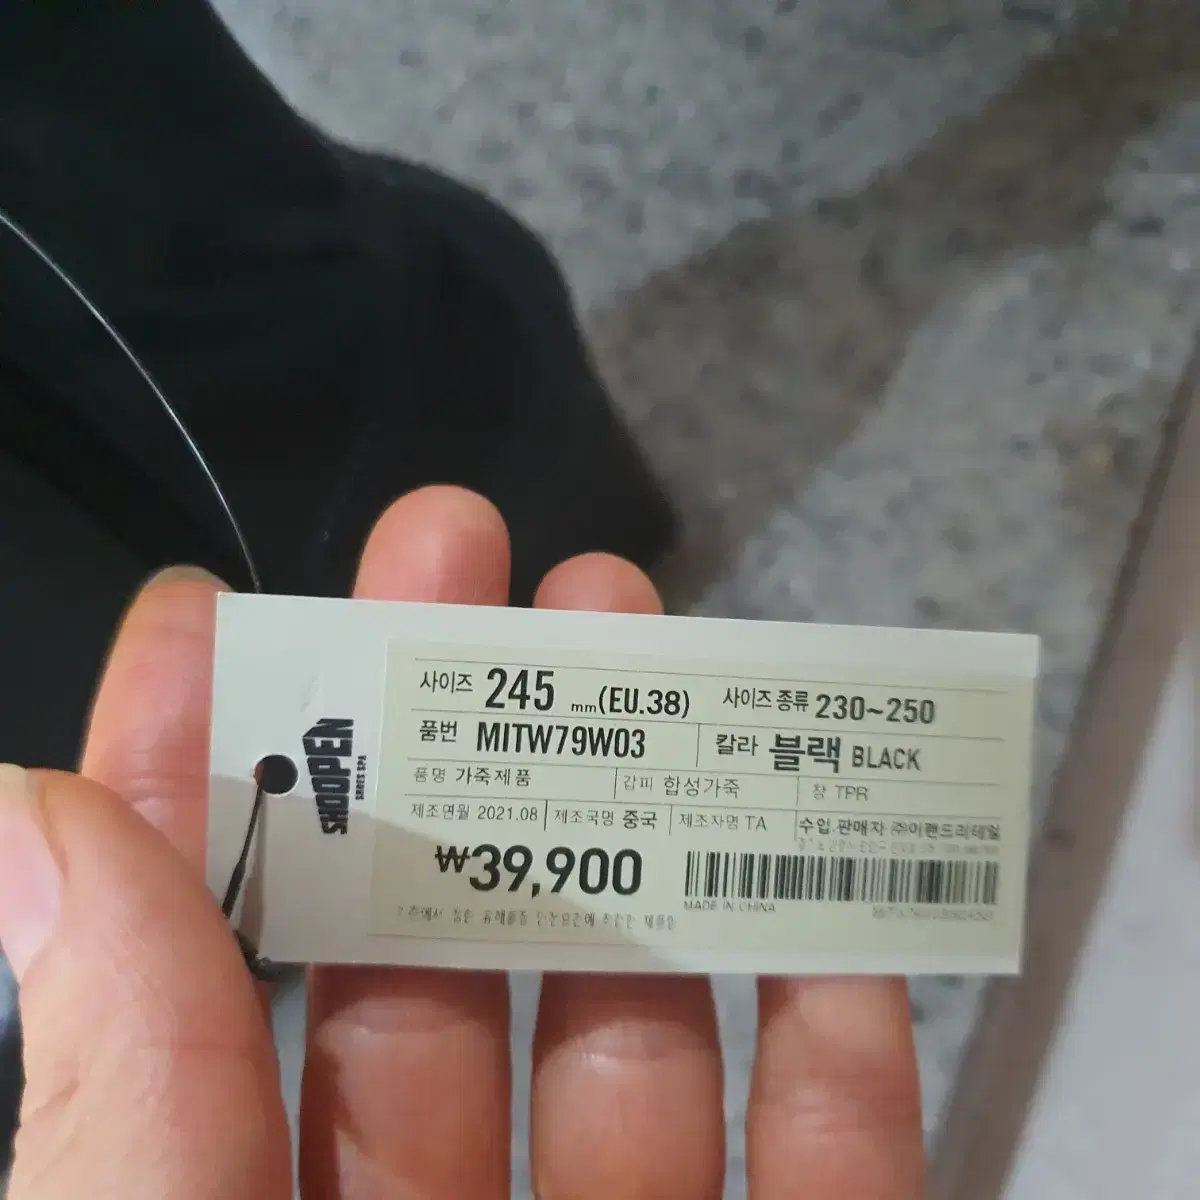 SHOOPEN
SHOES SPA
사이즈 245 mm(EU.38) 사이즈 종류 230~250
품번 MITW79W03 칼라 블랙 BLACK
품명 가죽제품 갑피 합성가죽 창 TPR
제조연월 2021.08 제조국명 중국 제조자명 TA 수입.판매자 ㈜이랜드리테일
₩39,900
MADE IN CHINA